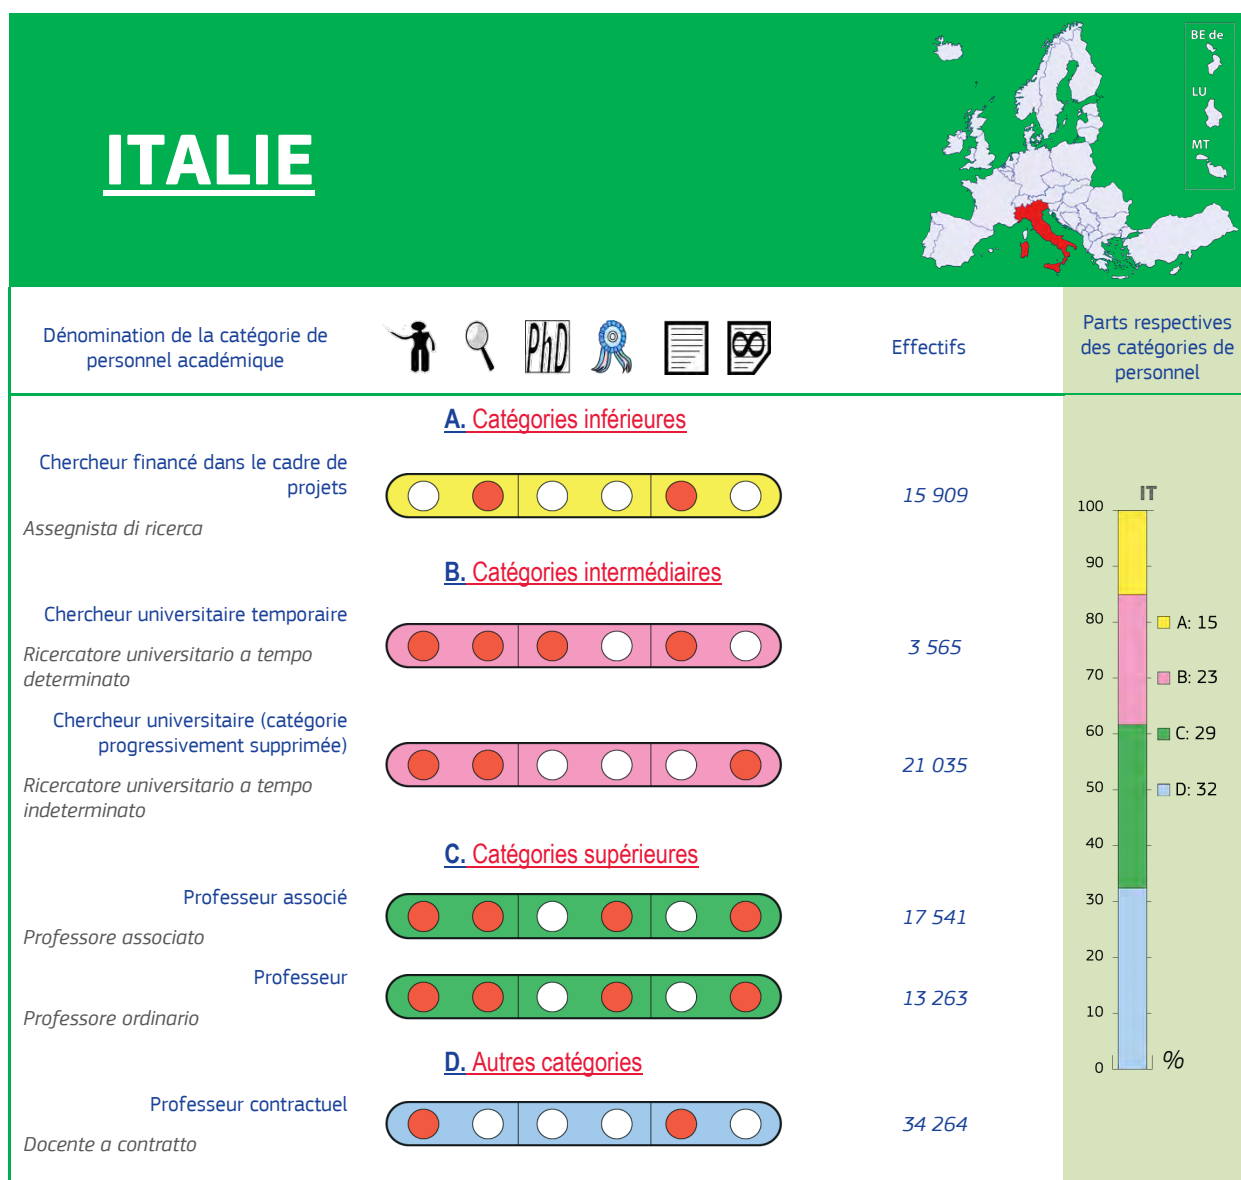 BE de
LU
MT
ITALIE
Dénomination de la catégorie de
personnel académique
PhD
∞
Effectifs
Parts respectives
des catégories de
personnel
A. Catégories inférieures
Chercheur financé dans le cadre de
projets
Assegnista di ricerca
15 909
B. Catégories intermédiaires
Chercheur universitaire temporaire
Ricercatore universitario a tempo
determinato
3 565
Chercheur universitaire (catégorie
progressivement supprimée)
Ricercatore universitario a tempo
indeterminato
21 035
C. Catégories supérieures
Professeur associé
Professore associato
17 541
Professeur
Professore ordinario
13 263
D. Autres catégories
Professeur contractuel
Docente a contratto
34 264
IT
100
90
80
70
60
50
40
30
20
10
0
%
A: 15
B: 23
C: 29
D: 32